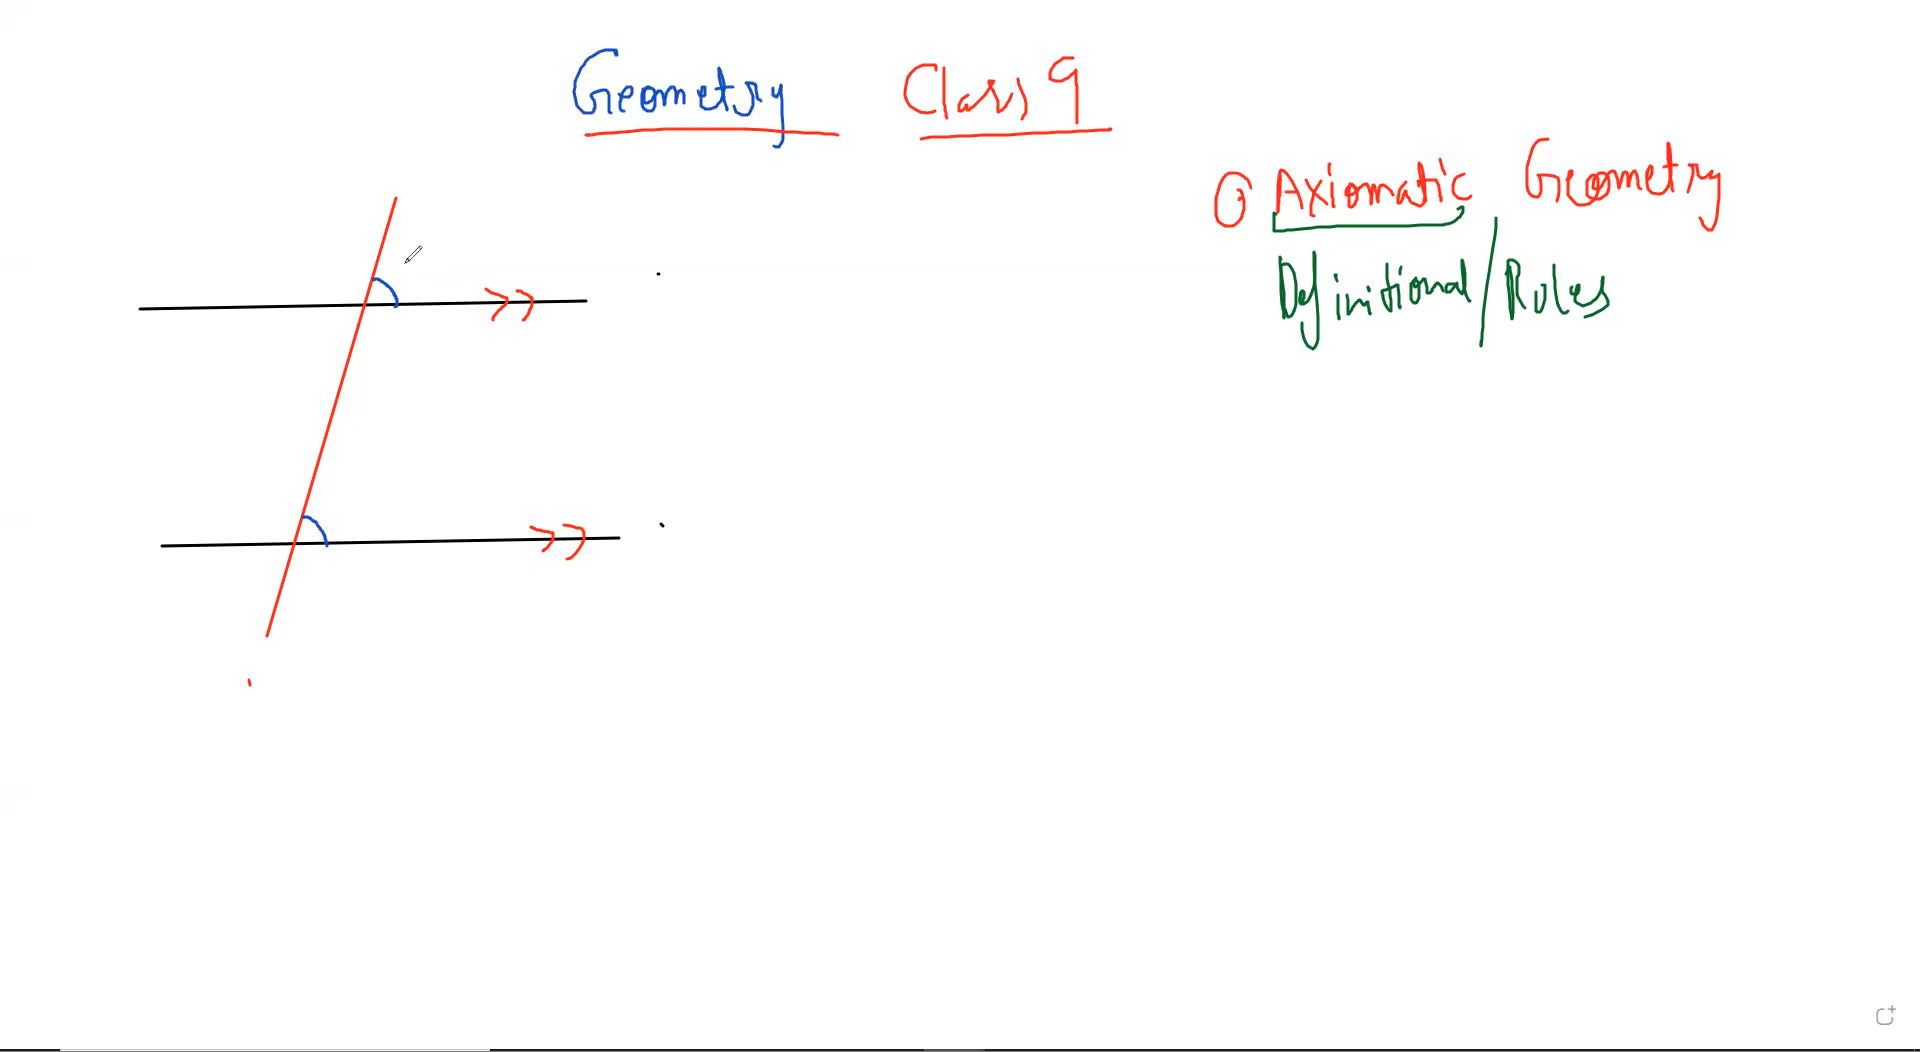 Geometry Class 9
① Axiomatic Geometry
Definitional / Rules